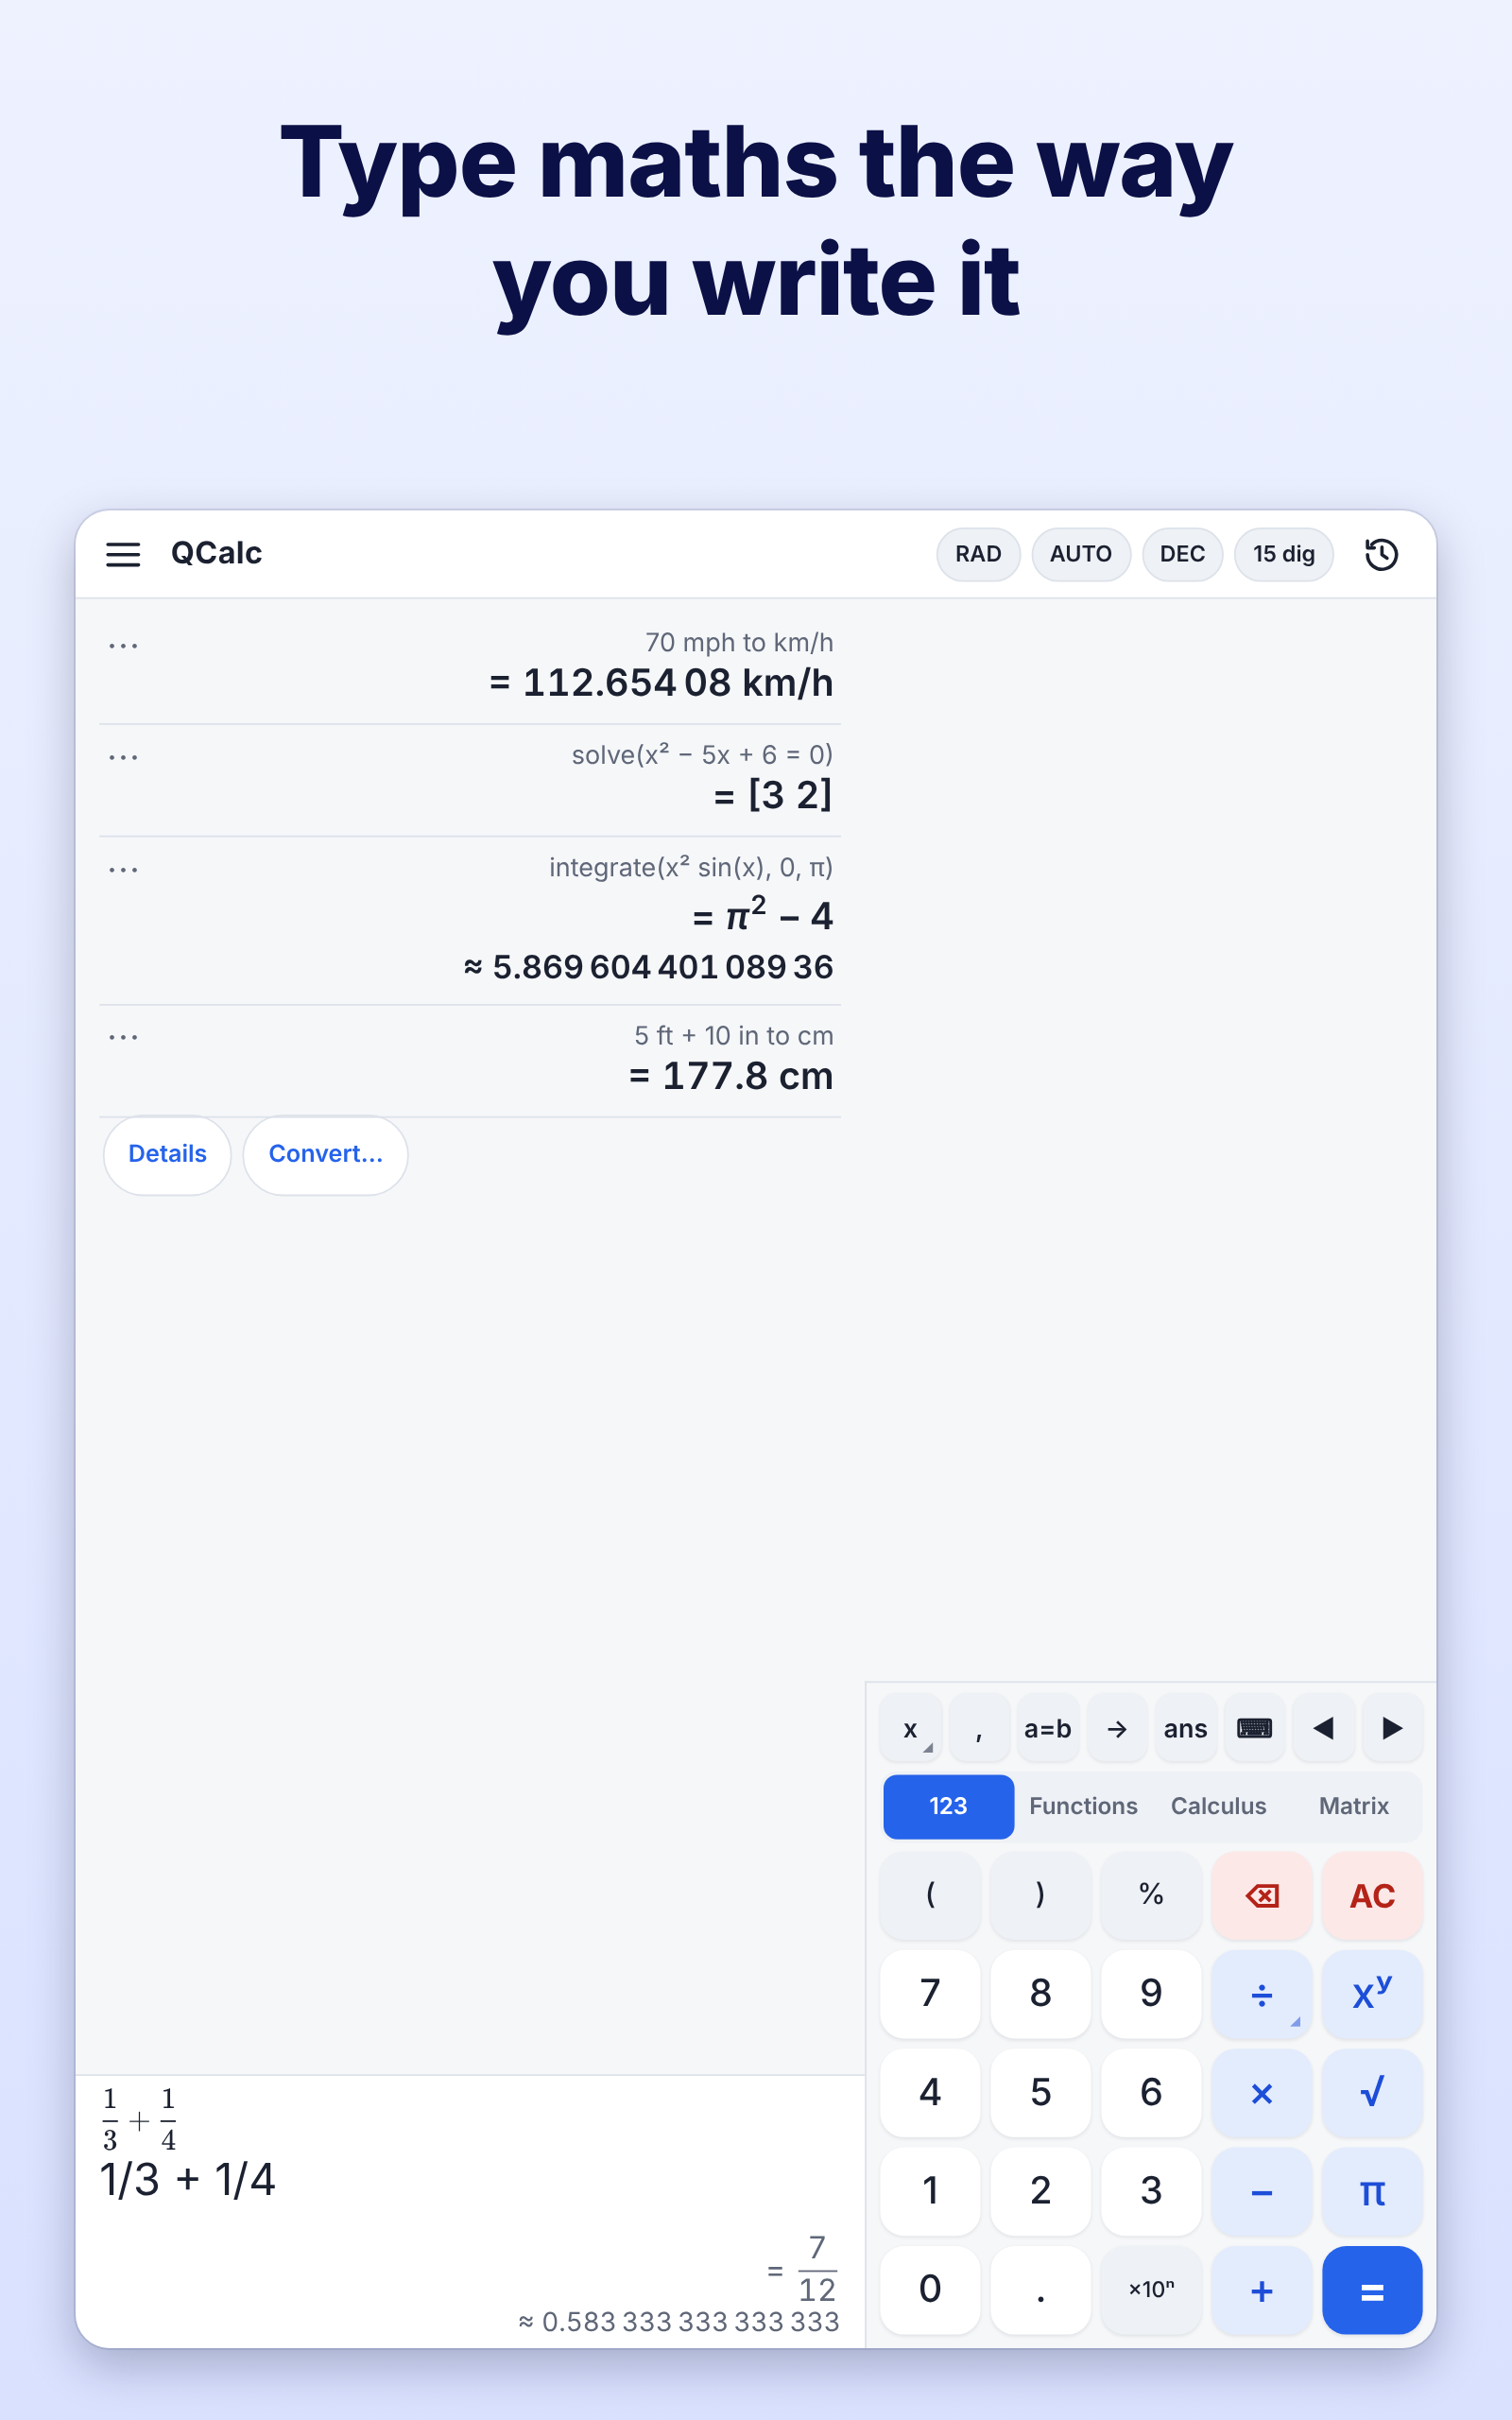 Type maths the way
you write it
QCalc
RAD AUTO DEC 15 dig
70 mph to km/h
= 112.654 08 km/h
solve(x² − 5x + 6 = 0)
= [3 2]
integrate(x² sin(x), 0, π)
= π² − 4
≈ 5.869 604 401 089 36
5 ft + 10 in to cm
= 177.8 cm
Details Convert...
1/3 + 1/4
1/3 + 1/4
= 7/12
≈ 0.583 333 333 333 333
x , a=b → ans ⌨ ◀ ▶
123 Functions Calculus Matrix
( ) % ⌫ AC
7 8 9 ÷ xʸ
4 5 6 × √
1 2 3 − π
0 . ×10ⁿ + =